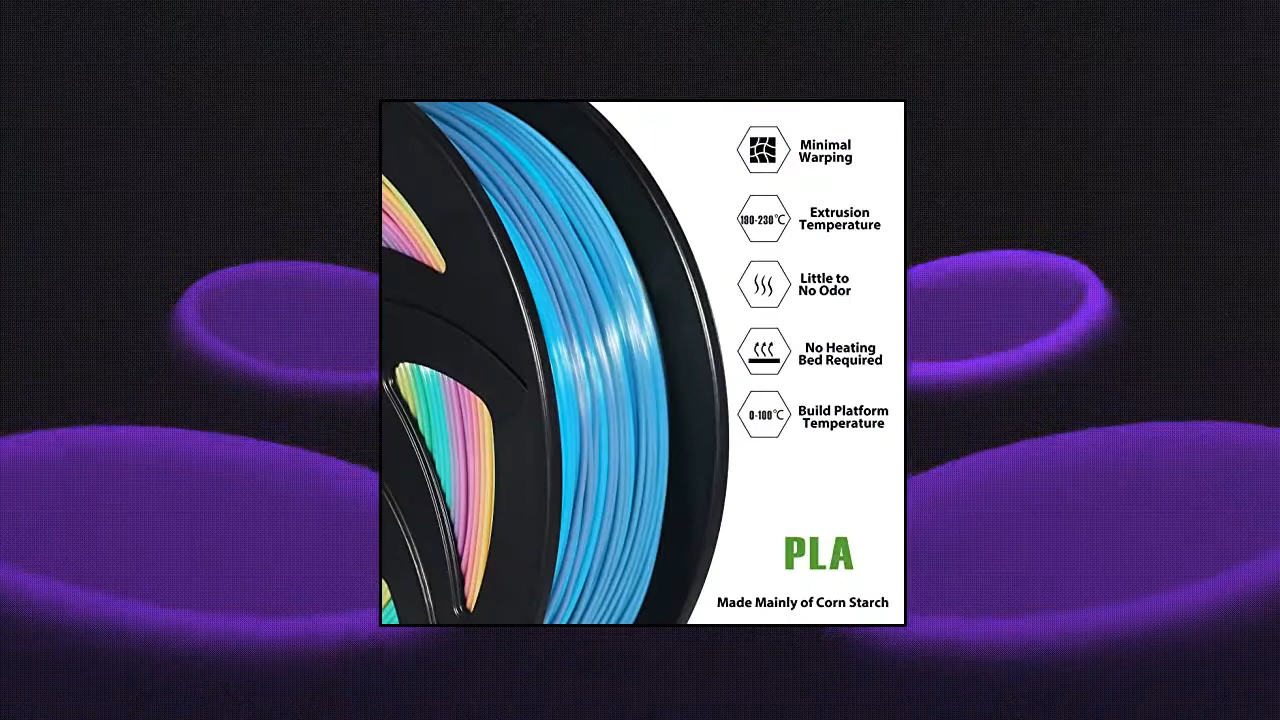 Minimal
Warping
190-230℃
Extrusion
Temperature
Little to
No Odor
No Heating
Bed Required
0-100℃
Build Platform
Temperature
PLA
Made Mainly of Corn Starch